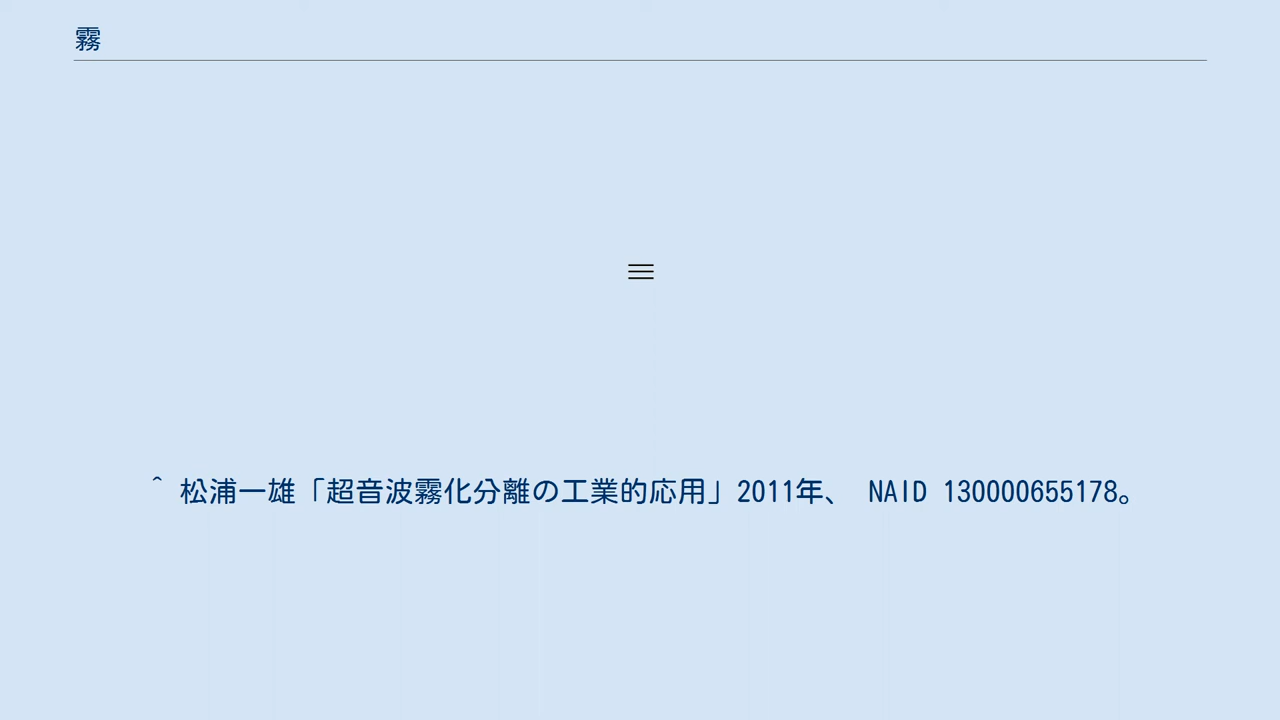 霧
^ 松浦一雄「超音波霧化分離の工業的応用」2011年、 NAID 130000655178。